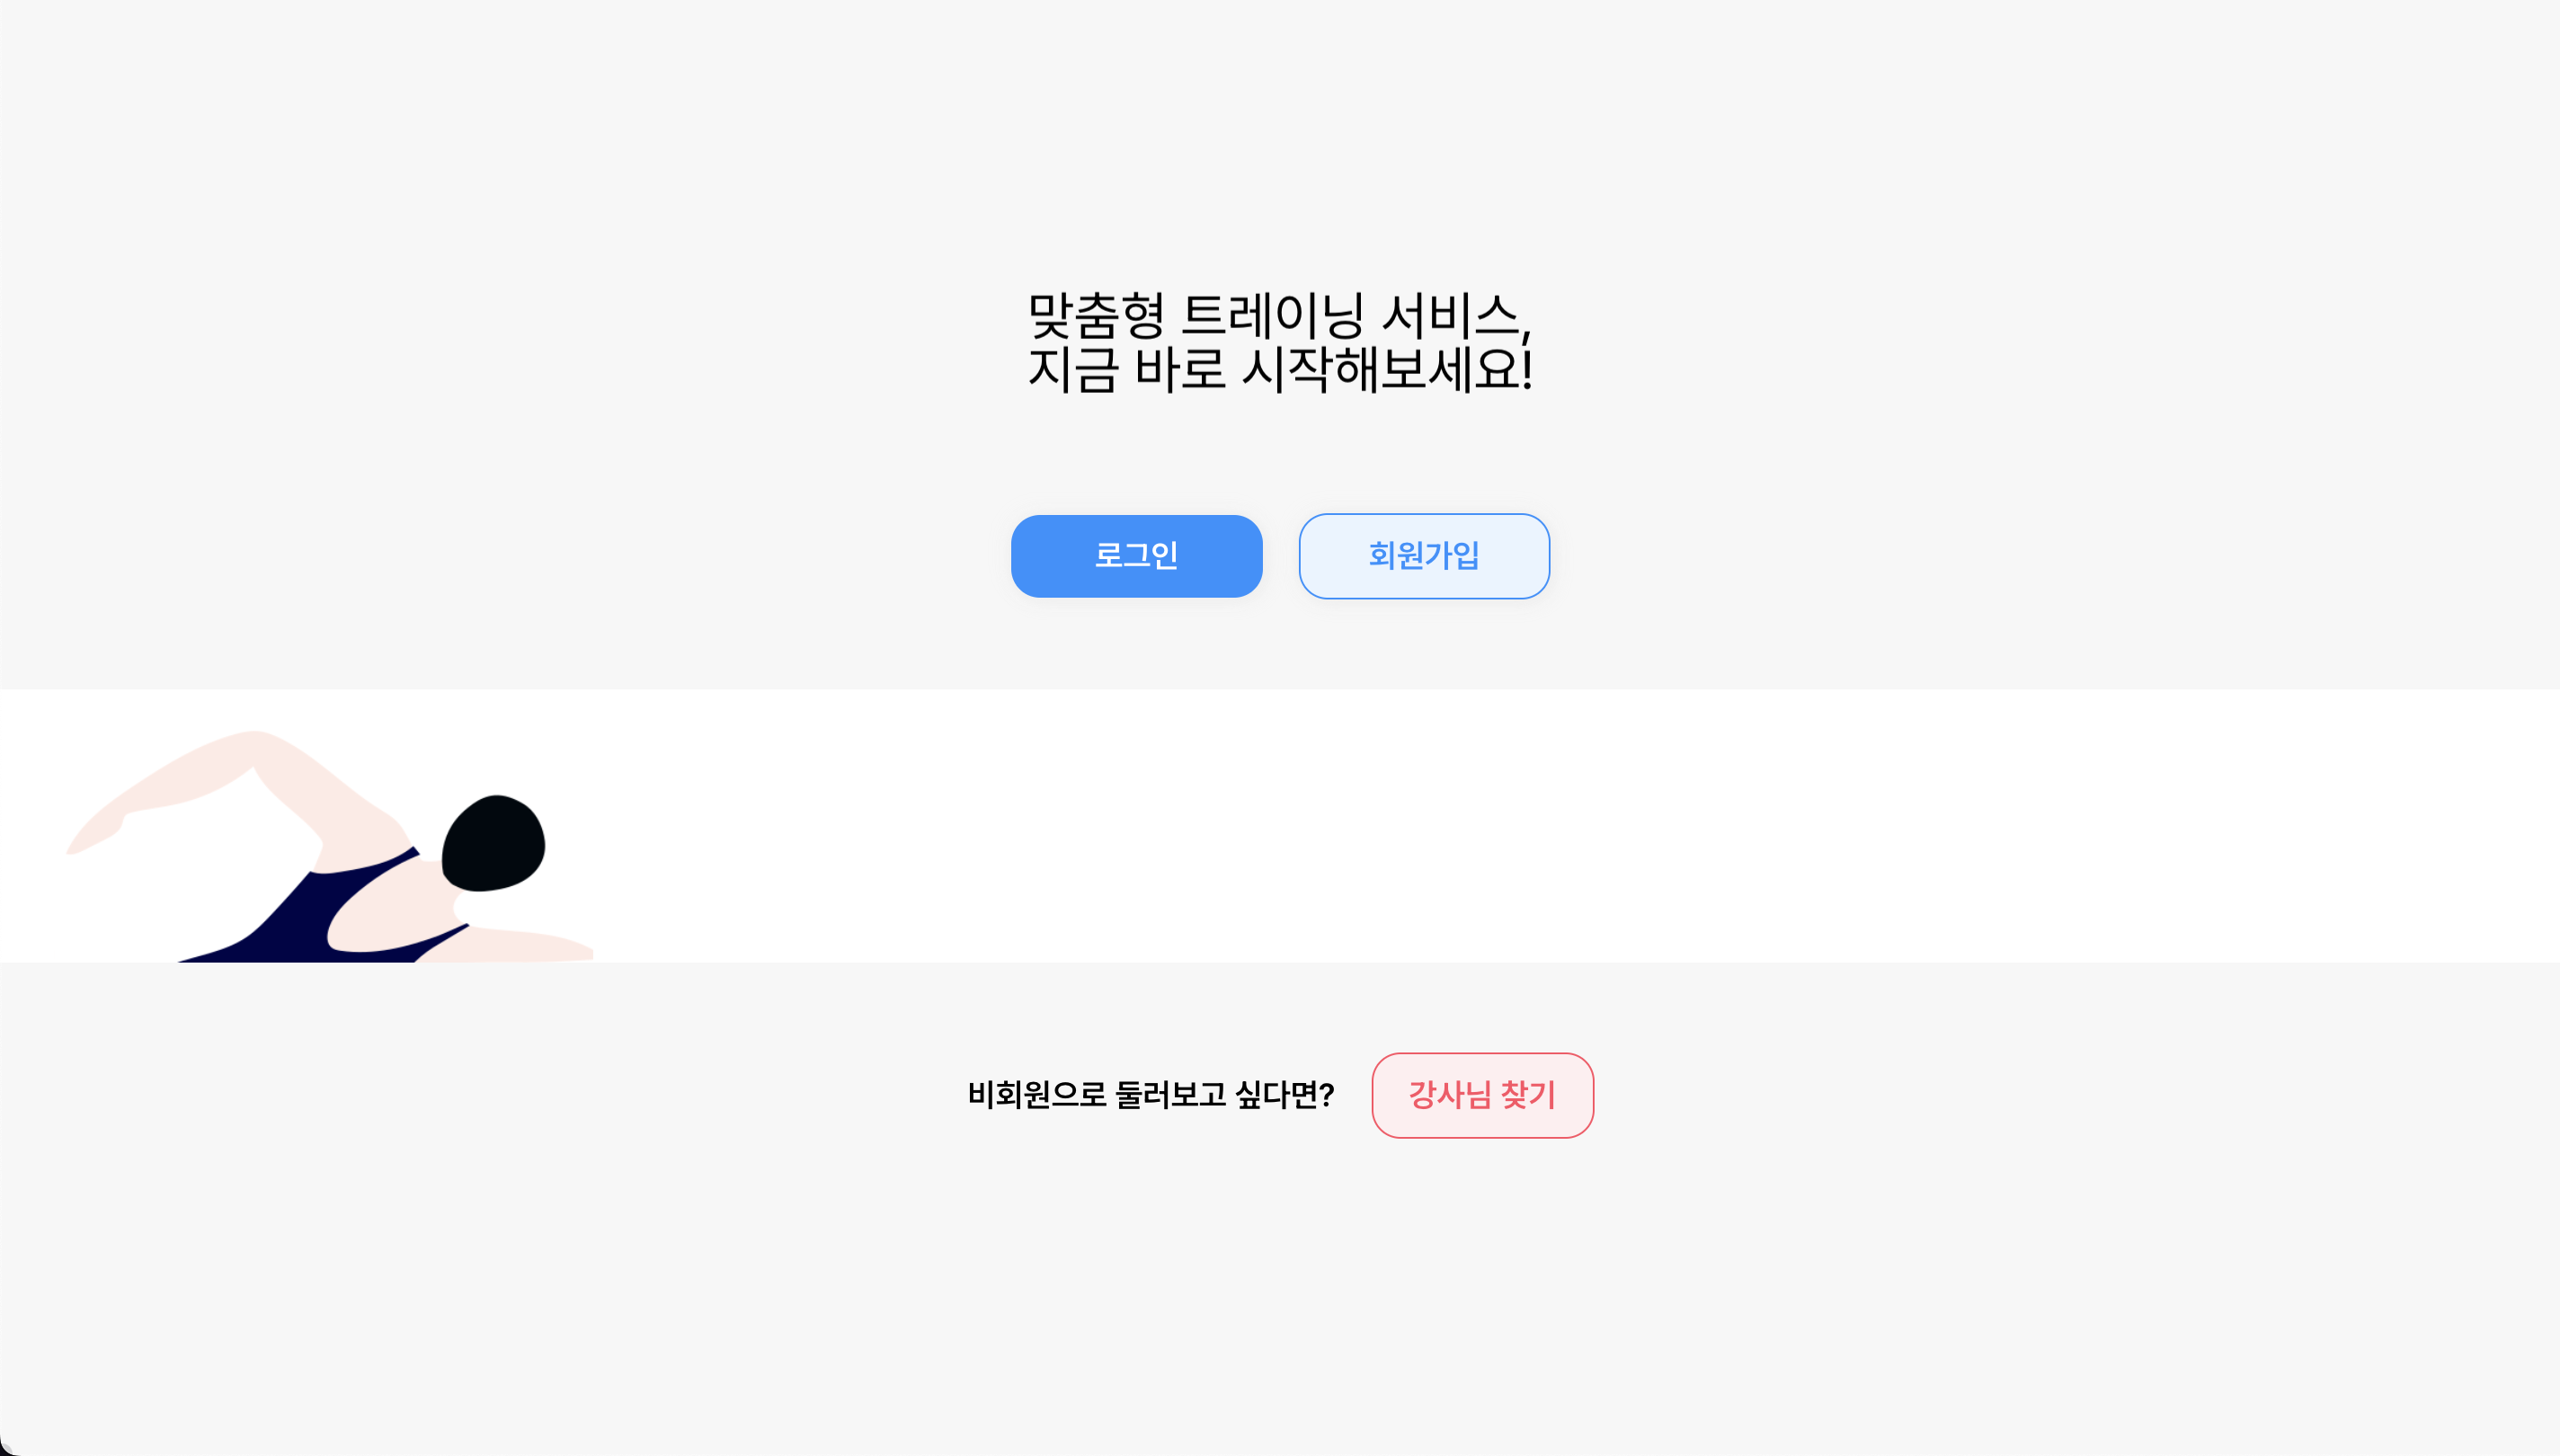 맞춤형 트레이닝 서비스,
지금 바로 시작해보세요!
로그인
회원가입
비회원으로 둘러보고 싶다면?
강사님 찾기